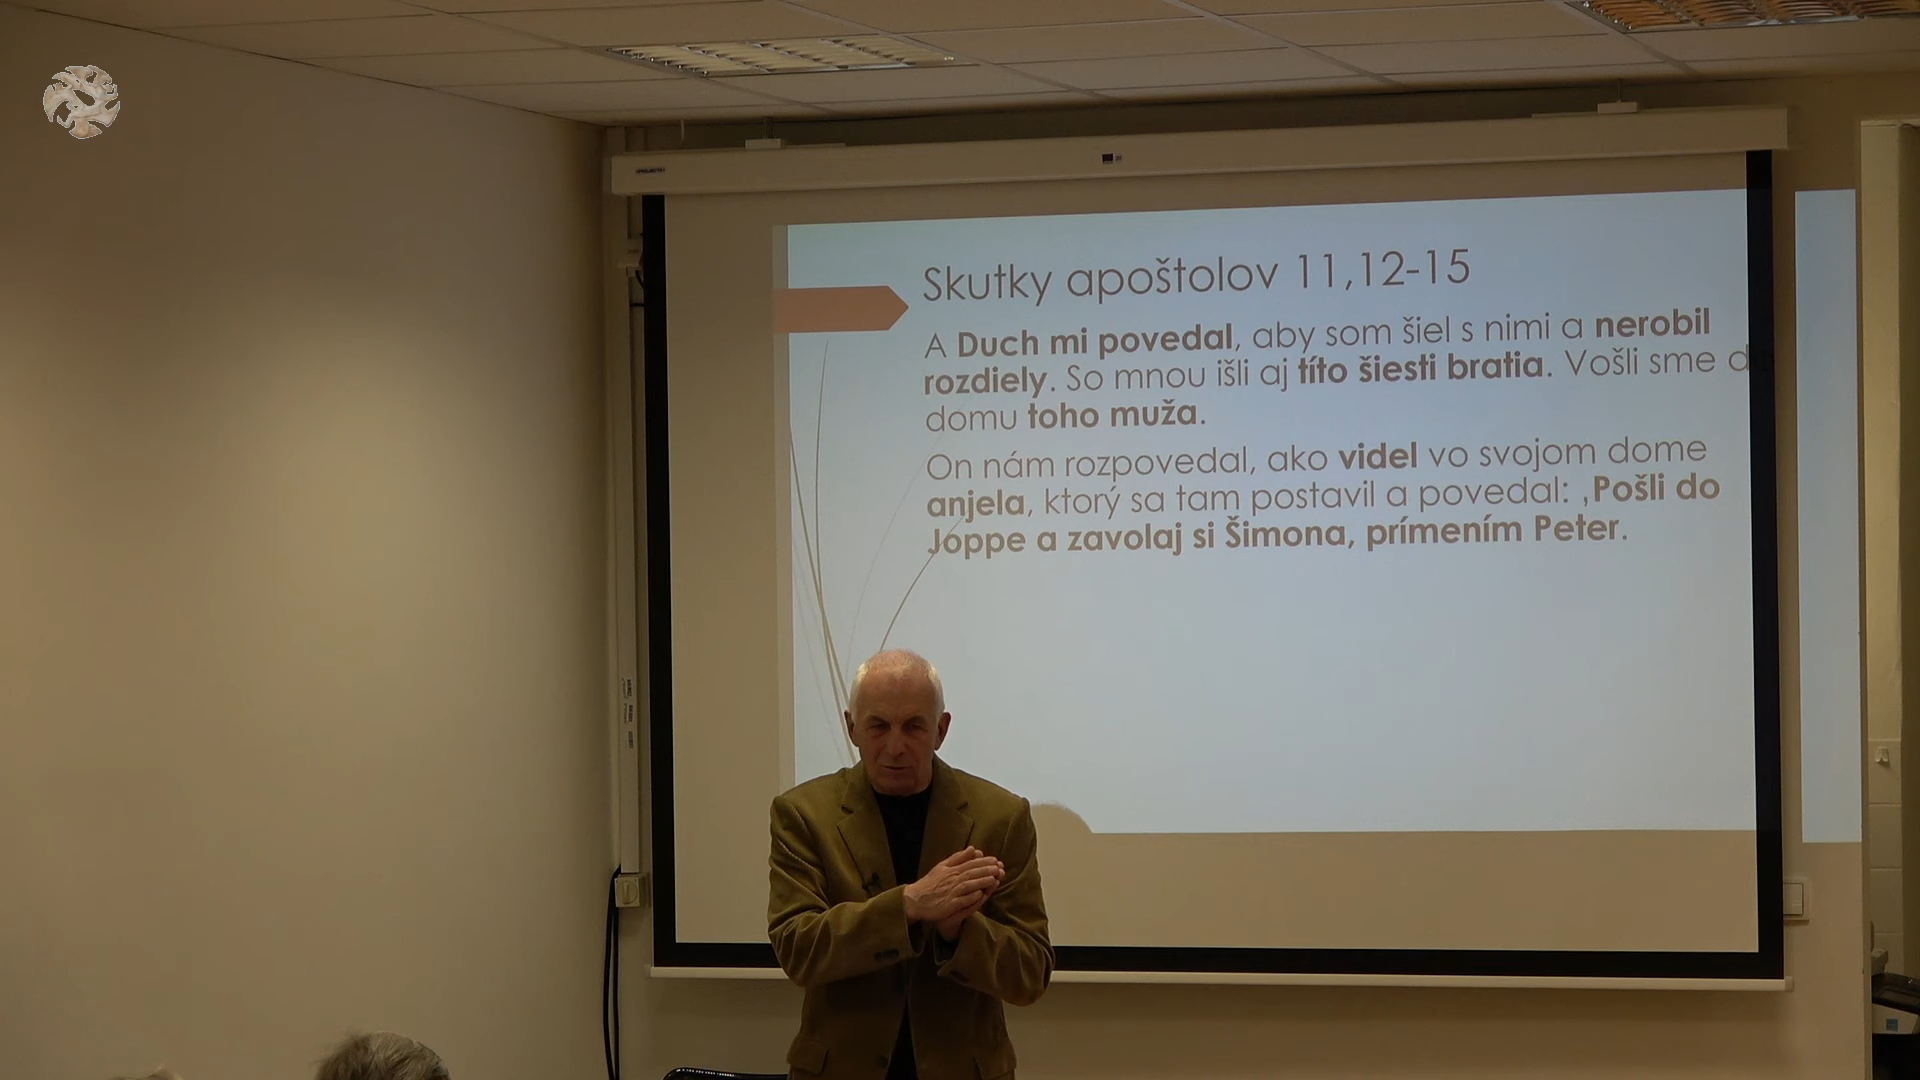 Skutky apoštolov 11,12-15
A Duch mi povedal, aby som šiel s nimi a nerobil
rozdiely. So mnou išli aj títo šiesti bratia. Vošli sme do
domu toho muža.
On nám rozpovedal, ako videl vo svojom dome
anjela, ktorý sa tam postavil a povedal: ‚Pošli do
Joppe a zavolaj si Šimona, prímením Peter.